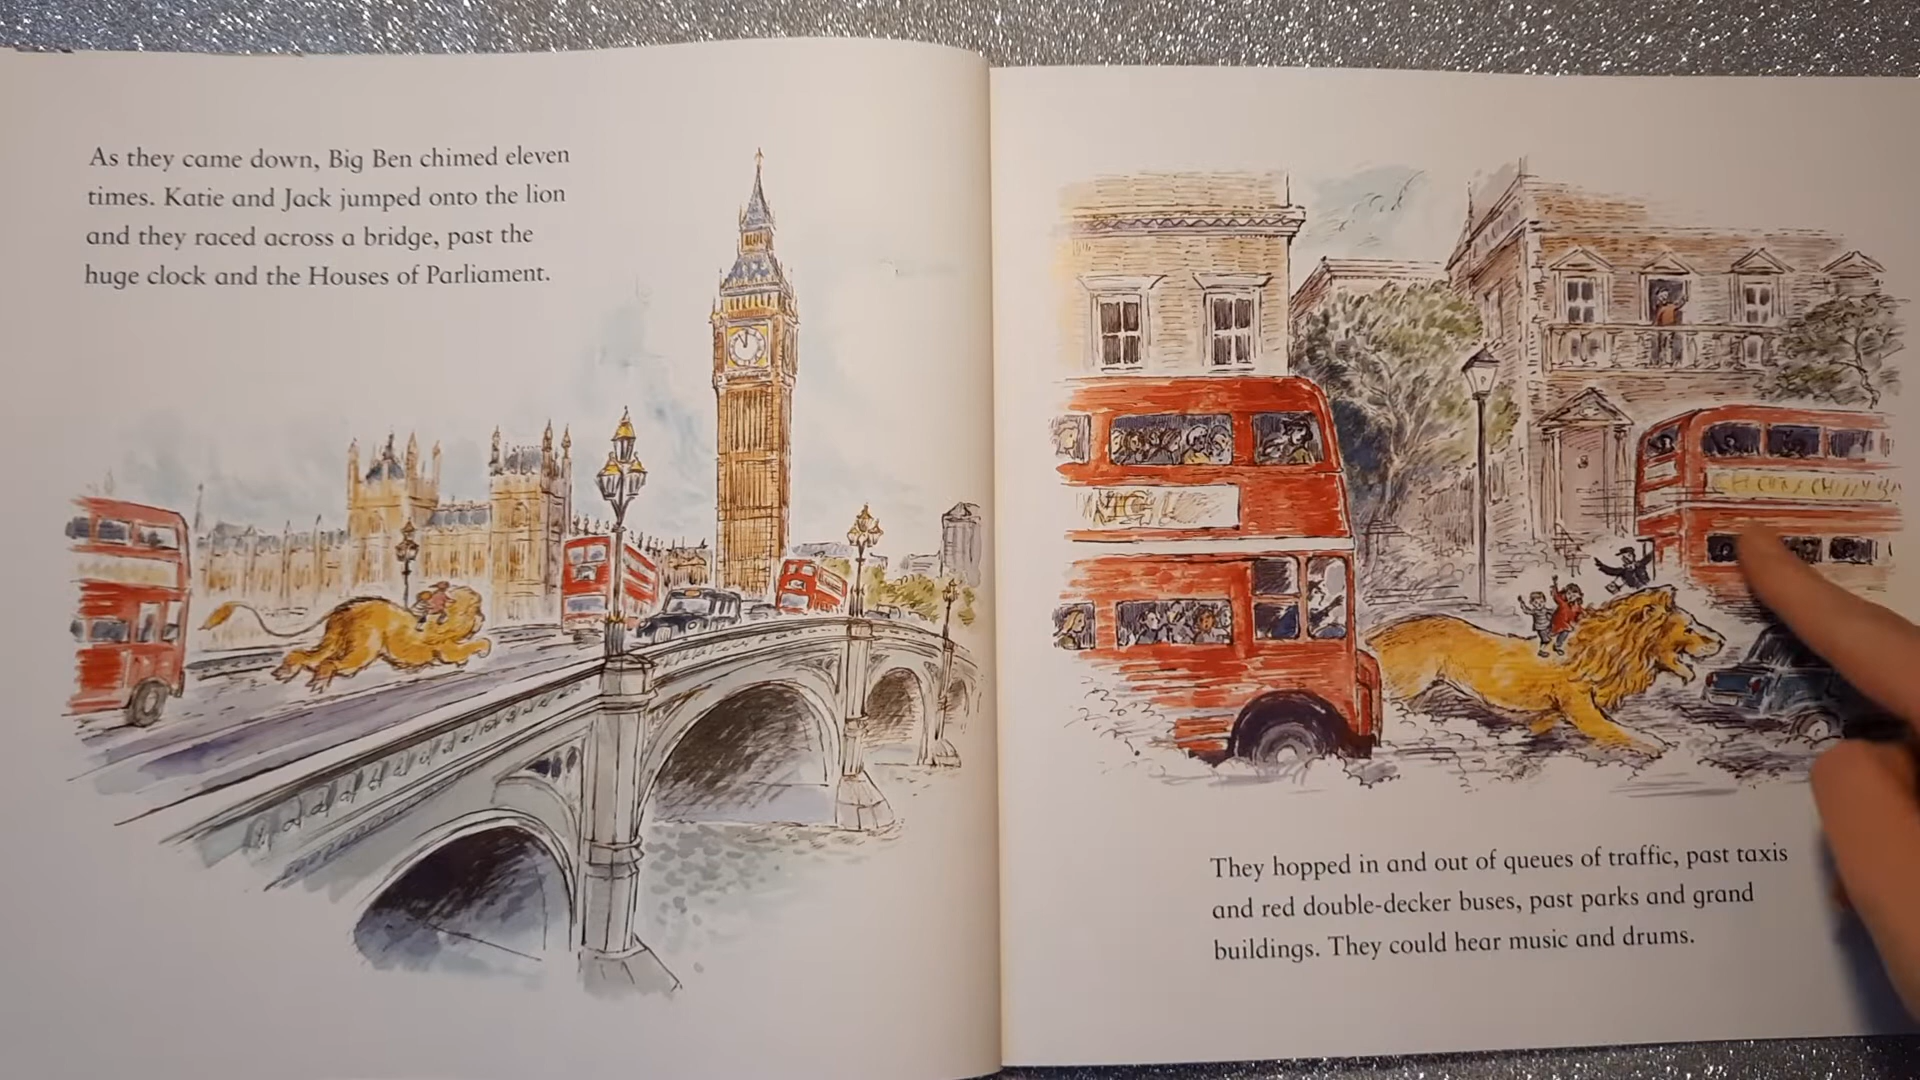 As they came down, Big Ben chimed eleven
times. Katie and Jack jumped onto the lion
and they raced across a bridge, past the
huge clock and the Houses of Parliament.
They hopped in and out of queues of traffic, past taxis
and red double-decker buses, past parks and grand
buildings. They could hear music and drums.